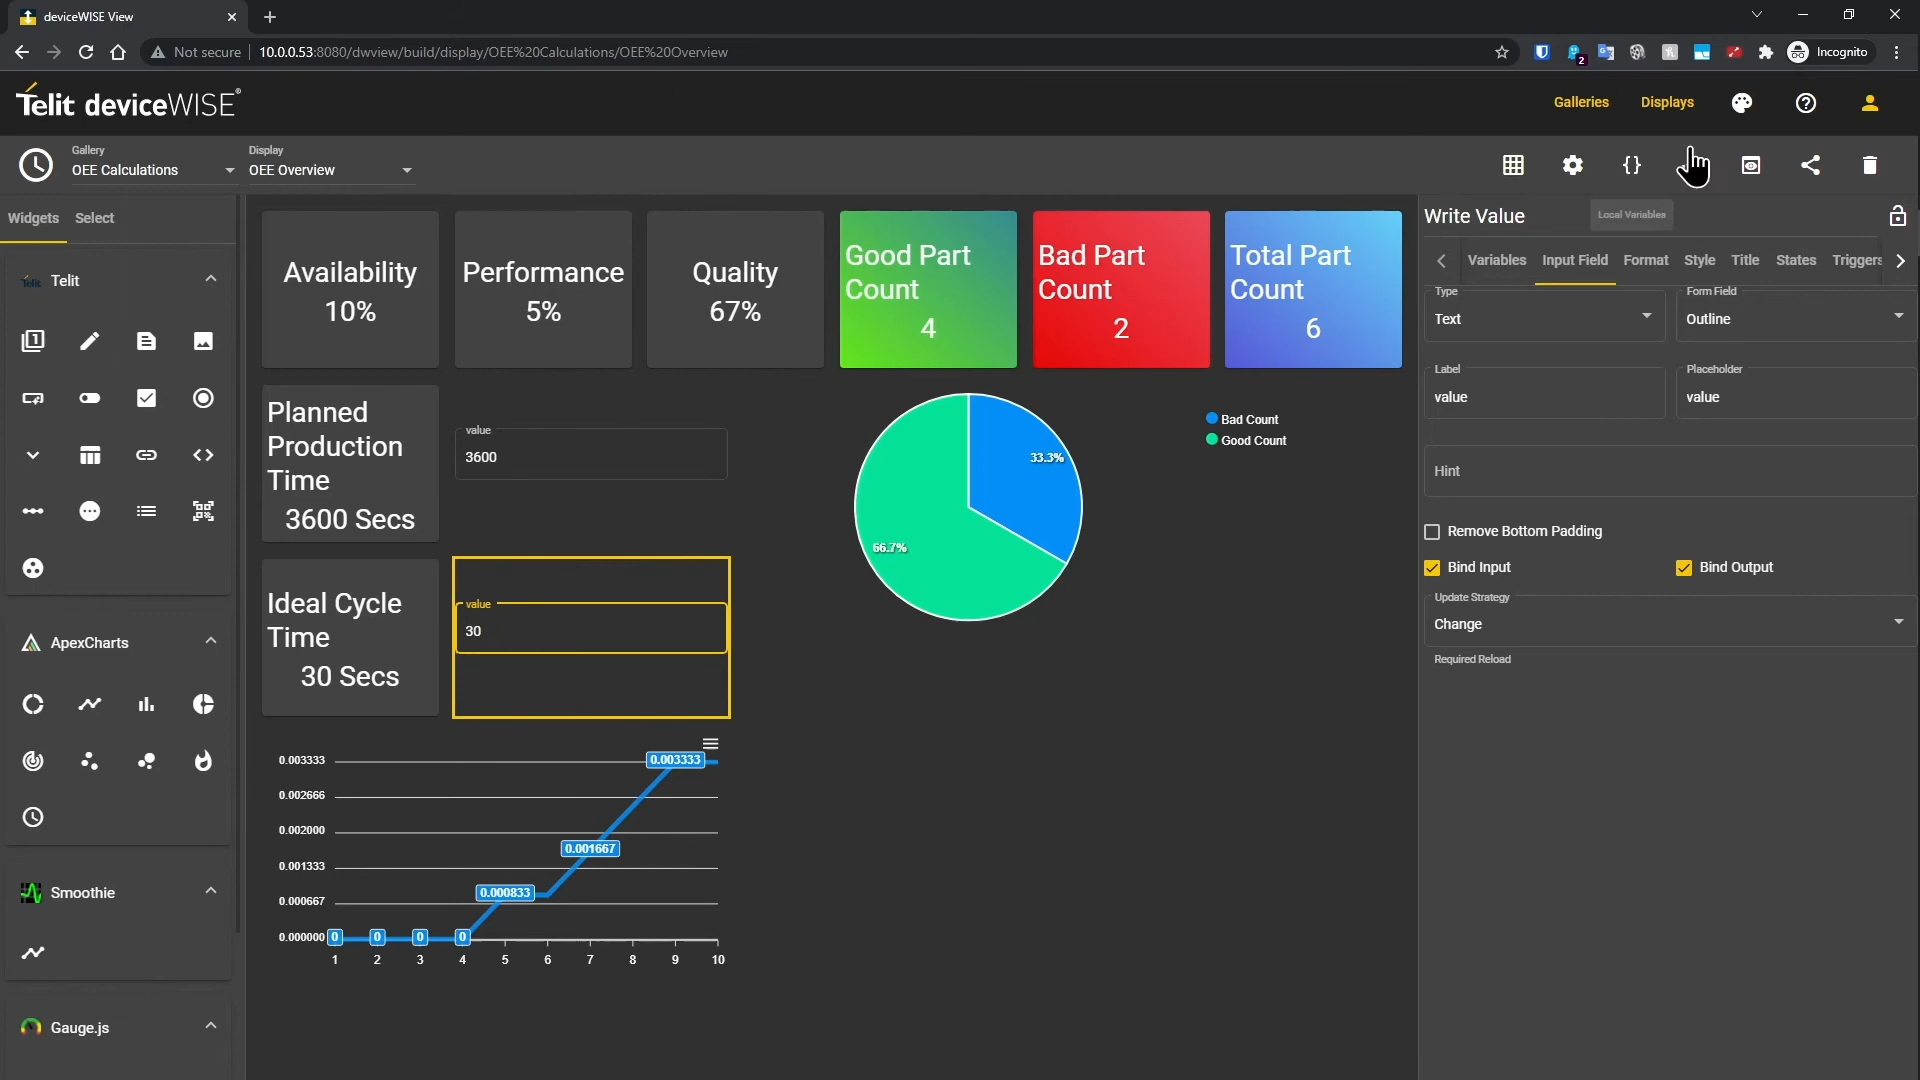 deviceWISE View
Not secure
10.0.0.53:8080/dwview/build/display/OEE%20Calculations/OEE%20Overview
2
Incognito
Telit deviceWISE®
Galleries
Displays
Gallery
OEE Calculations
Display
OEE Overview
Widgets
Select
Telit
1
ApexCharts
Smoothie
Gauge.js
Availability
10%
Performance
5%
Quality
67%
Good Part
Count
4
Bad Part
Count
2
Total Part
Count
6
Planned
Production
Time
3600 Secs
value
3600
Ideal Cycle
Time
30 Secs
value
30
33.3%
66.7%
Bad Count
Good Count
0.003333
0.002666
0.002000
0.001333
0.000667
0.000000
0
0
0
0
0.000833
0.001667
0.003333
1
2
3
4
5
6
7
8
9
10
Write Value
Local Variables
Variables
Input Field
Format
Style
Title
States
Triggers
Type
Text
Form Field
Outline
Label
value
Placeholder
value
Hint
Remove Bottom Padding
Bind Input
Bind Output
Update Strategy
Change
Required Reload